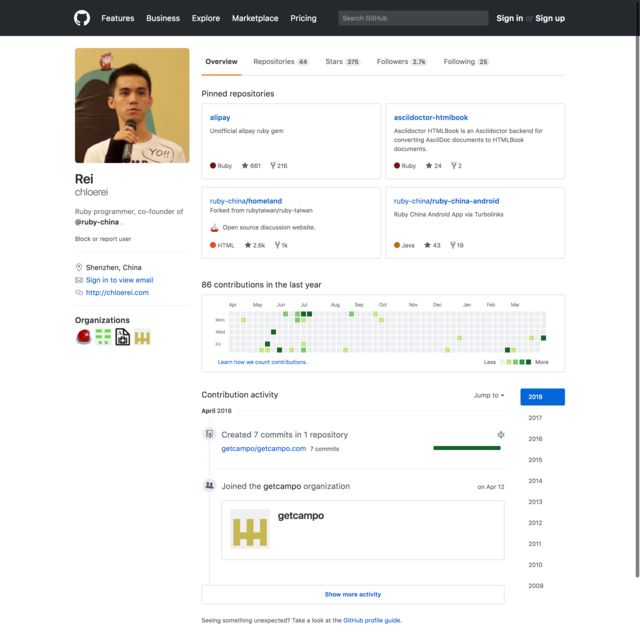 Features Business Explore Marketplace Pricing Search GitHub Sign in or Sign up
Overview Repositories 44 Stars 375 Followers 2.7k Following 25
YO!!
Rei
chloerei
Ruby programmer, co-founder of
@ruby-china .
Block or report user
Shenzhen, China
Sign in to view email
http://chloerei.com
Organizations
Pinned repositories
alipay
Unofficial alipay ruby gem
Ruby 661 216
asciidoctor-htmlbook
Asciidoctor HTMLBook is an Asciidoctor backend for
converting AsciiDoc documents to HTMLBook
documents.
Ruby 24 2
ruby-china/homeland
Forked from rubytaiwan/ruby-taiwan
Open source discussion website.
HTML 2.6k 1k
ruby-china/ruby-china-android
Ruby China Android App via Turbolinks
Java 43 19
86 contributions in the last year
Apr May Jun Jul Aug Sep Oct Nov Dec Jan Feb Mar
Mon
Wed
Fri
Learn how we count contributions. Less More
Contribution activity Jump to
April 2018
Created 7 commits in 1 repository
getcampo/getcampo.com 7 commits
Joined the getcampo organization on Apr 12
getcampo
Show more activity
Seeing something unexpected? Take a look at the GitHub profile guide.
2018
2017
2016
2015
2014
2013
2012
2011
2010
2009